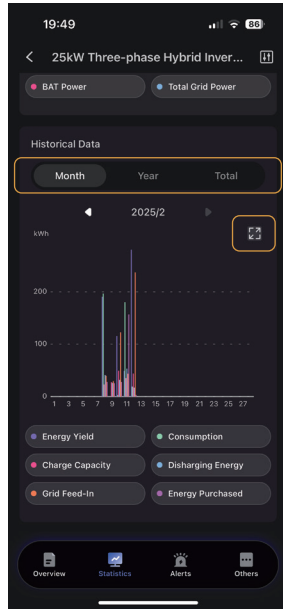 19:49
86
25kW Three-phase Hybrid Inver...
BAT Power
Total Grid Power
Historical Data
Month Year Total
2025/2
kWh
200
100
0
1 3 5 7 9 11 13 15 17 19 21 23 25 27
Energy Yield
Consumption
Charge Capacity
Disharging Energy
Grid Feed-In
Energy Purchased
Overview Statistics Alerts Others